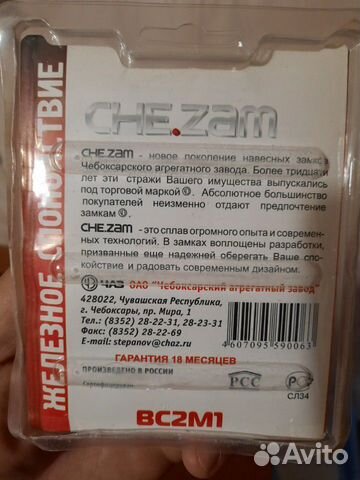 ЖЕЛЕЗНОЕ СПОКОЙСТВИЕ
CHE.ZAM
CHE.ZAM - новое поколение навесных замков
Чебоксарского агрегатного завода. Более тридцати
лет эти стражи Вашего имущества выпускались
под торговой маркой. Абсолютное большинство
покупателей неизменно отдают предпочтение
замкам
CHE.ZAM - это сплав огромного опыта и современ-
ных технологий. В замках воплощены разработки,
призванные еще надежней оберегать Ваше спо-
койствие и радовать современным дизайном.
ЧАЗ ОАО "Чебоксарский агрегатный завод"
428022, Чувашская Республика,
г. Чебоксары, пр. Мира, 1
Тел.: (8352) 28-22-31, 28-23-31
Факс: (8352) 28-22-69
E-mail: stepanov@chaz.ru
4607095590063
ГАРАНТИЯ 18 МЕСЯЦЕВ
ПРОИЗВЕДЕНО В РОССИИ
Сертифицирован
РСС
РС
СЛ34
ВС2М1
Avito